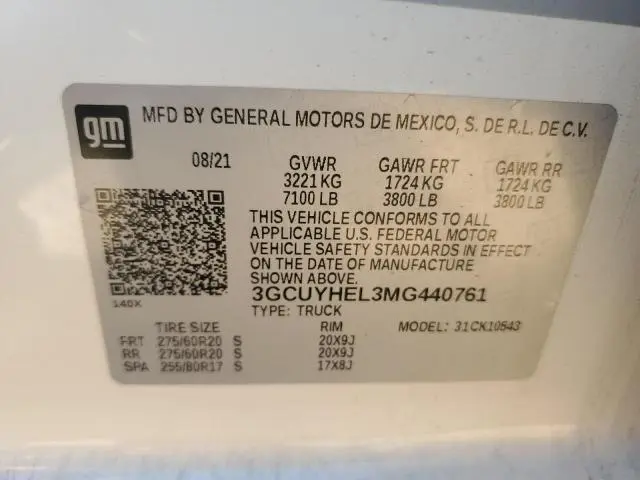 gm
MFD BY GENERAL MOTORS DE MEXICO, S. DE R.L. DE C.V.
08/21 GVWR GAWR FRT GAWR RR
3221 KG 1724 KG 1724 KG
7100 LB 3800 LB 3800 LB
THIS VEHICLE CONFORMS TO ALL
APPLICABLE U.S. FEDERAL MOTOR
VEHICLE SAFETY STANDARDS IN EFFECT
ON THE DATE OF MANUFACTURE
SHOWN ABOVE.
140X
3GCUYHEL3MG440761
TYPE: TRUCK MODEL: 31CK10543
TIRE SIZE RIM
FRT 275/60R20 S 20X9J
RR 275/60R20 S 20X9J
SPA 255/80R17 S 17X8J